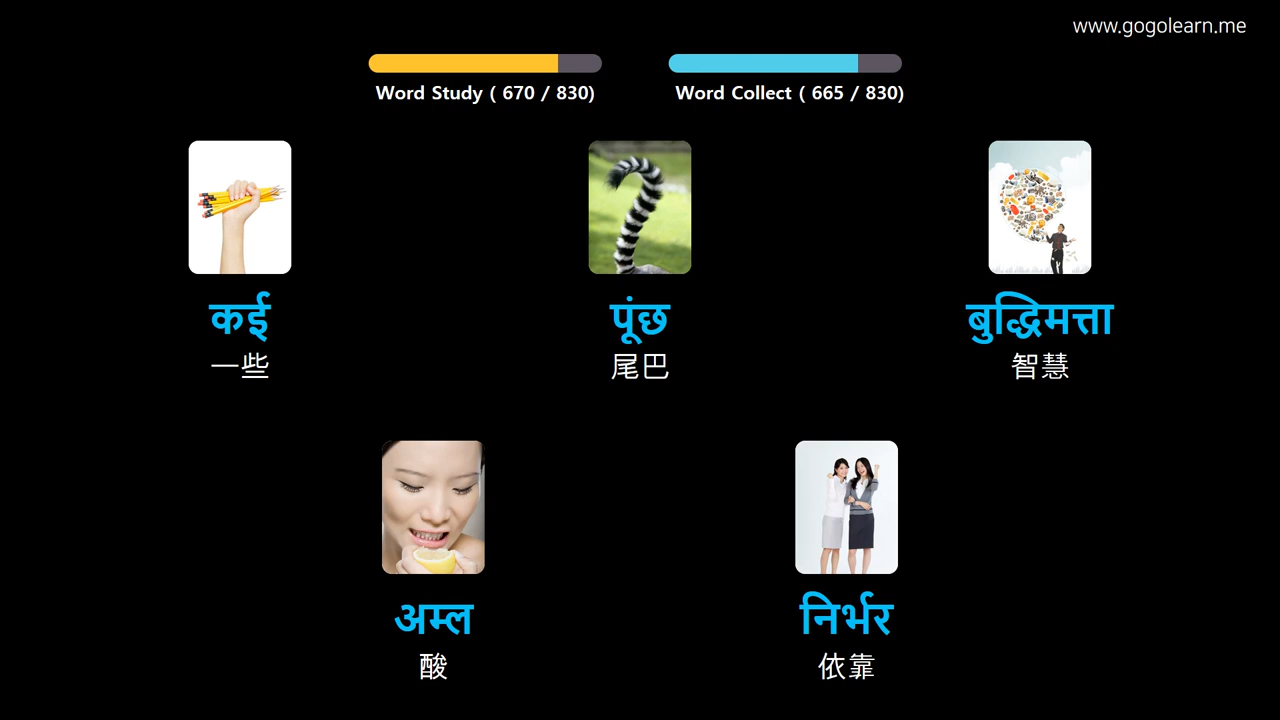 www.gogolearn.me
Word Study ( 670 / 830)
Word Collect ( 665 / 830)
कई
一些
पूंछ
尾巴
बुद्धिमत्ता
智慧
अम्ल
酸
निर्भर
依靠